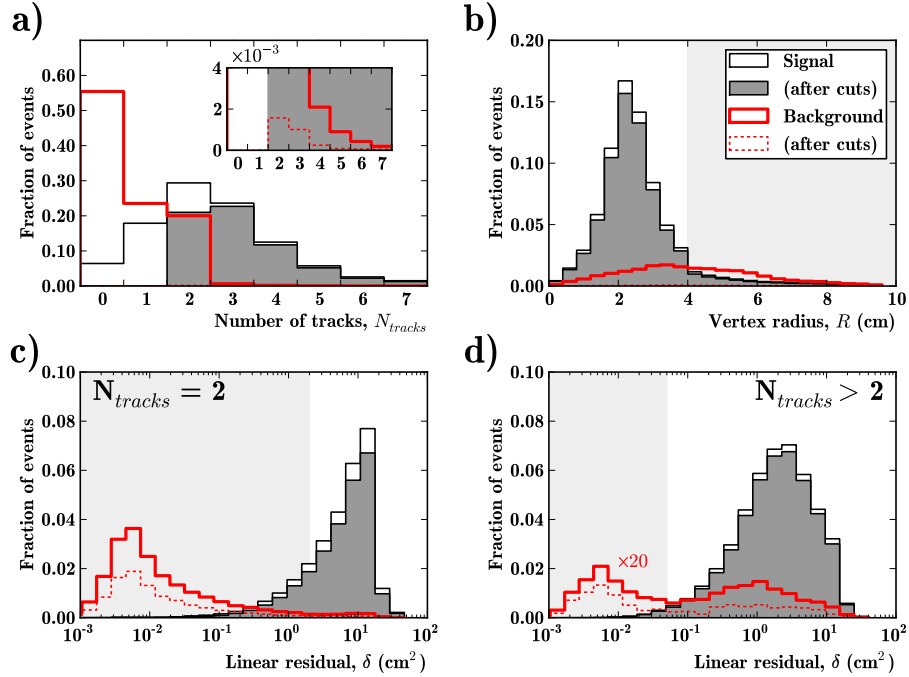 a)
×10⁻³
4
2
0
0 1 2 3 4 5 6 7
0.60
0.50
0.40
0.30
0.20
0.10
0.00
Fraction of events
0 1 2 3 4 5 6 7
Number of tracks, N_tracks
b)
Signal
(after cuts)
Background
(after cuts)
0.20
0.15
0.10
0.05
0.00
Fraction of events
0 2 4 6 8 10
Vertex radius, R (cm)
c)
N_tracks = 2
0.10
0.08
0.06
0.04
0.02
0.00
Fraction of events
10⁻³ 10⁻² 10⁻¹ 10⁰ 10¹ 10²
Linear residual, δ (cm²)
d)
N_tracks > 2
×20
0.10
0.08
0.06
0.04
0.02
0.00
Fraction of events
10⁻³ 10⁻² 10⁻¹ 10⁰ 10¹ 10²
Linear residual, δ (cm²)